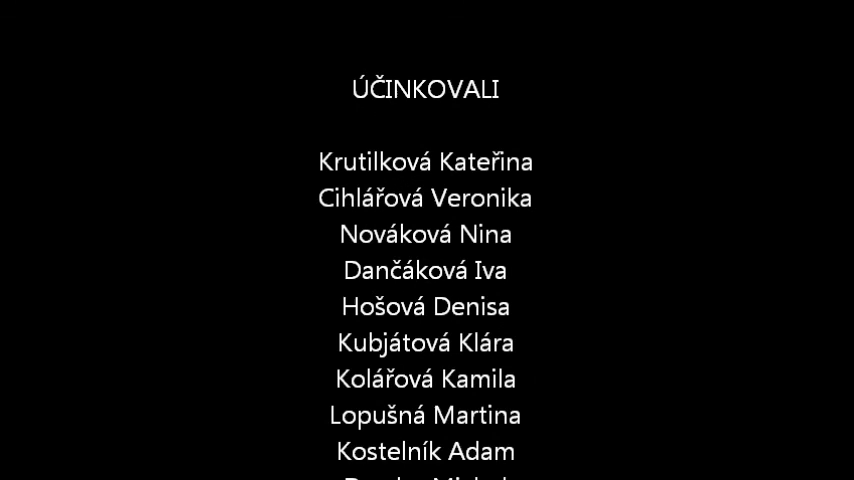 ÚČINKOVALI
Krutilková Kateřina
Cihlářová Veronika
Nováková Nina
Dančáková Iva
Hošová Denisa
Kubjátová Klára
Kolářová Kamila
Lopušná Martina
Kostelník Adam